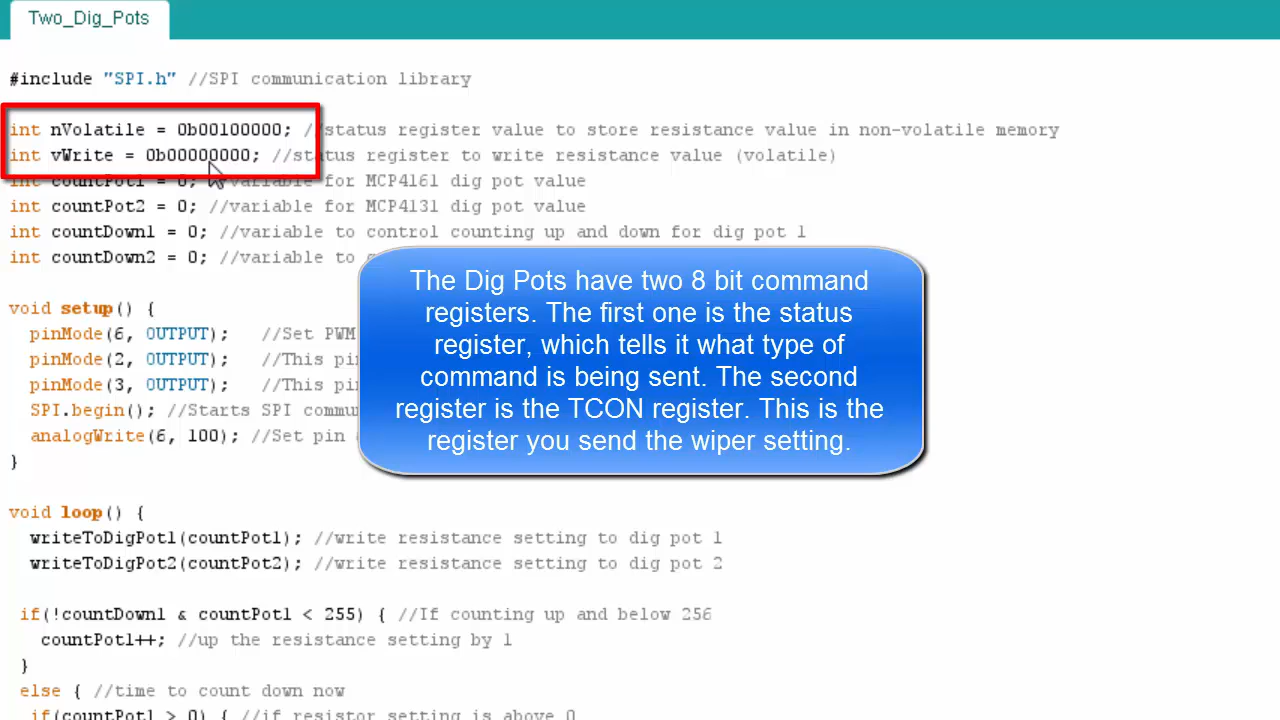 Two_Dig_Pots
#include "SPI.h" //SPI communication library
int nVolatile = 0b00100000; //status register value to store resistance value in non-volatile memory
int vWrite = 0b00000000; //status register to write resistance value (volatile)
int countPot1 = 0; //variable for MCP4161 dig pot value
int countPot2 = 0; //variable for MCP4131 dig pot value
int countDown1 = 0; //variable to control counting up and down for dig pot 1
int countDown2 = 0; //variable to
void setup() {
pinMode(6, OUTPUT); //Set PWM
pinMode(2, OUTPUT); //This
pinMode(3, OUTPUT); //This
SPI.begin(); //Starts SPI
analogWrite(6, 100); //Set pin
}
The Dig Pots have two 8 bit command
registers. The first one is the status
register, which tells it what type of
command is being sent. The second
register is the TCON register. This is the
register you send the wiper setting.
void loop() {
writeToDigPot1(countPot1); //write resistance setting to dig pot 1
writeToDigPot2(countPot2); //write resistance setting to dig pot 2
if(!countDown1 & countPot1 < 255) { //If counting up and below 256
countPot1++; //up the resistance setting by 1
}
else { //time to count down now
if(countPot1 > 0) { //if resistor setting is above 0